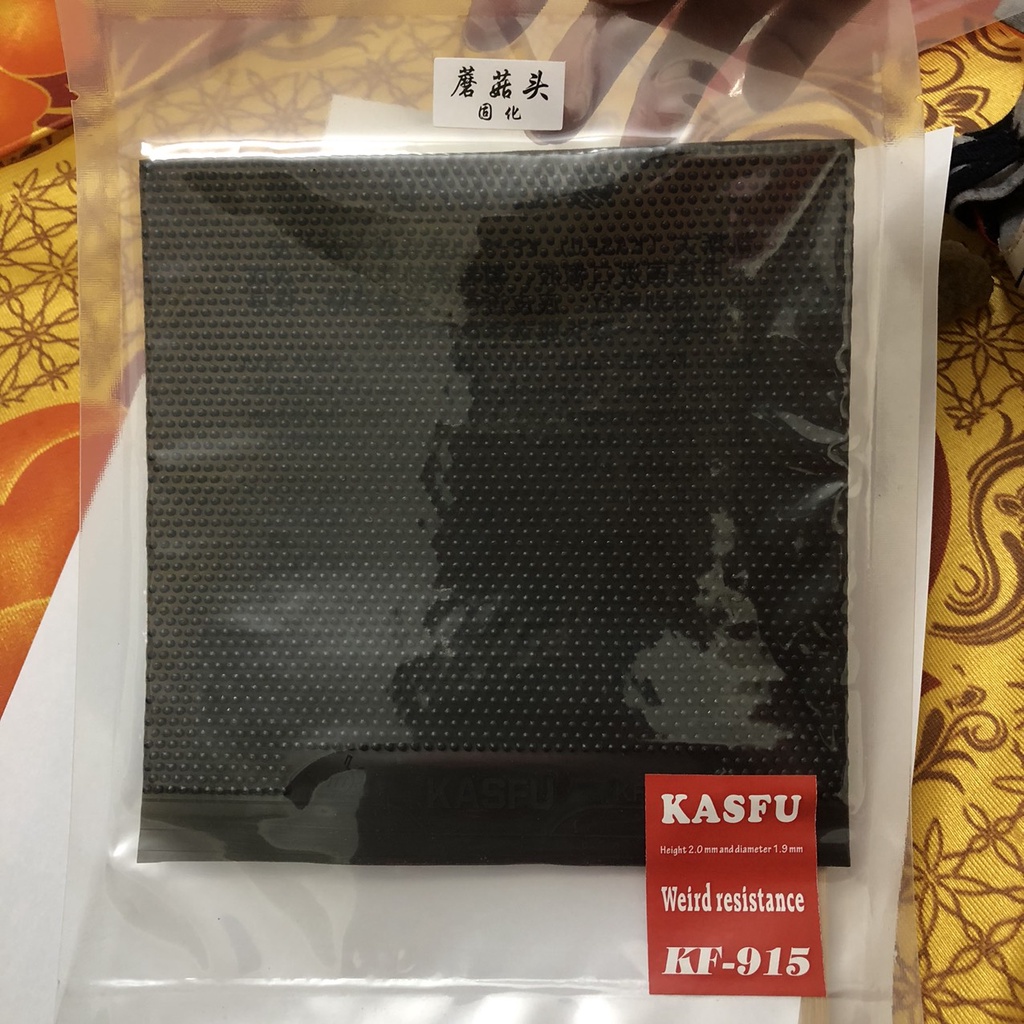 蘑菇头
固化
KASFU
KASFU
Height 2.0 mm and diameter 1.9 mm
Weird resistance
KF-915